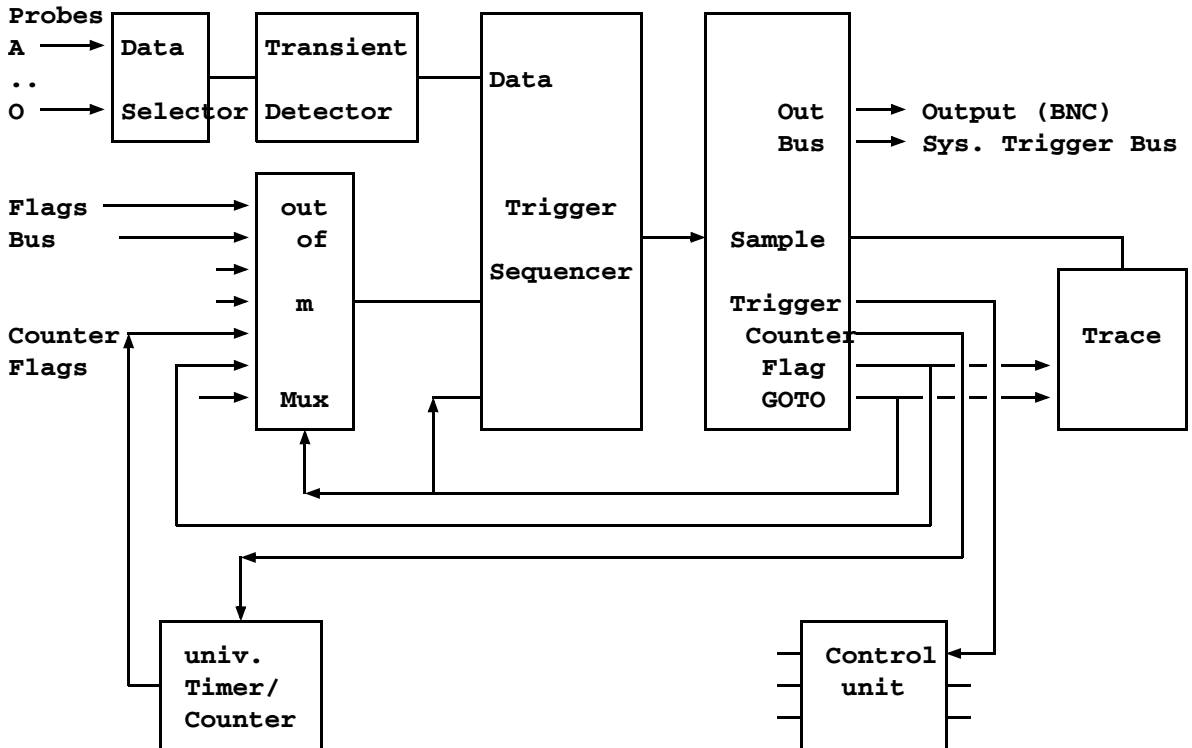 Probes
A
..
O
Data
Selector
Transient
Detector
Data
Trigger
Sequencer
Out
Bus
Sample
Trigger
Counter
Flag
GOTO
Output (BNC)
Sys. Trigger Bus
Flags
Bus
Counter
Flags
out
of
m
Mux
Trace
univ.
Timer/
Counter
Control
unit